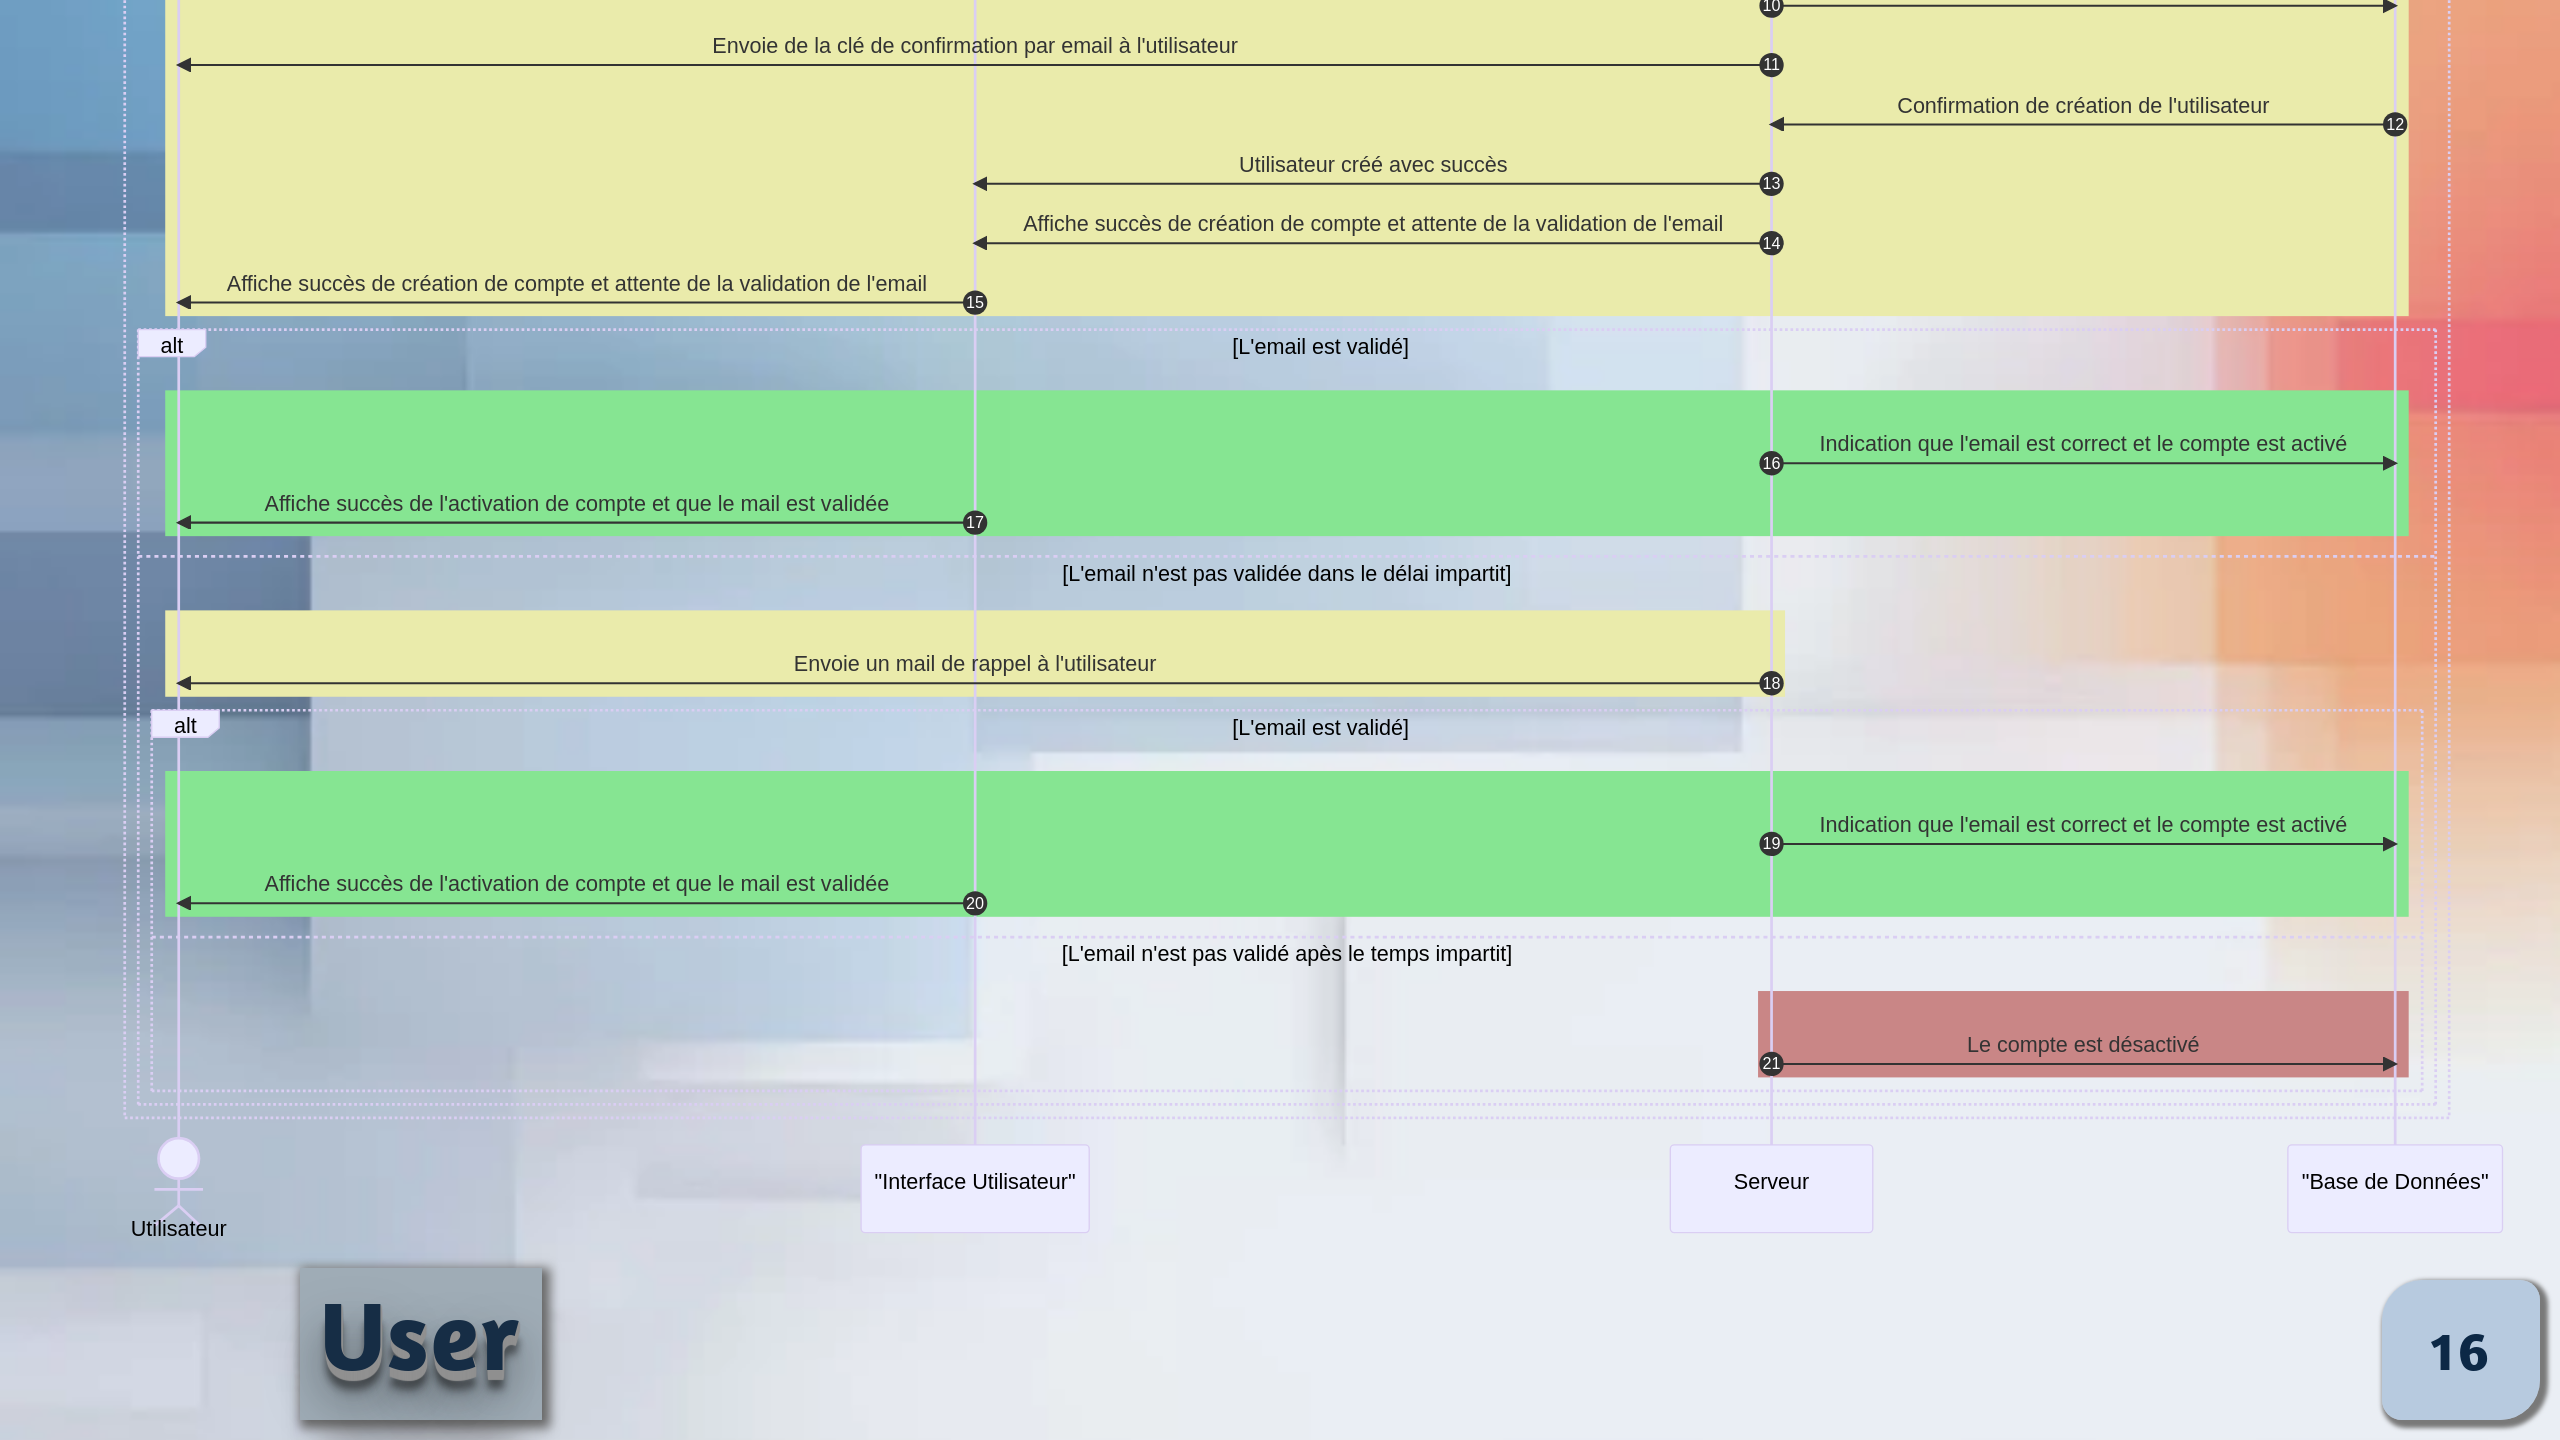 10
Envoie de la clé de confirmation par email à l'utilisateur
11
Confirmation de création de l'utilisateur
12
Utilisateur créé avec succès
13
Affiche succès de création de compte et attente de la validation de l'email
14
Affiche succès de création de compte et attente de la validation de l'email
15
alt
[L'email est validé]
Indication que l'email est correct et le compte est activé
16
Affiche succès de l'activation de compte et que le mail est validée
17
[L'email n'est pas validée dans le délai impartit]
Envoie un mail de rappel à l'utilisateur
18
alt
[L'email est validé]
Indication que l'email est correct et le compte est activé
19
Affiche succès de l'activation de compte et que le mail est validée
20
[L'email n'est pas validé apès le temps impartit]
Le compte est désactivé
21
Utilisateur
"Interface Utilisateur"
Serveur
"Base de Données"
User
16